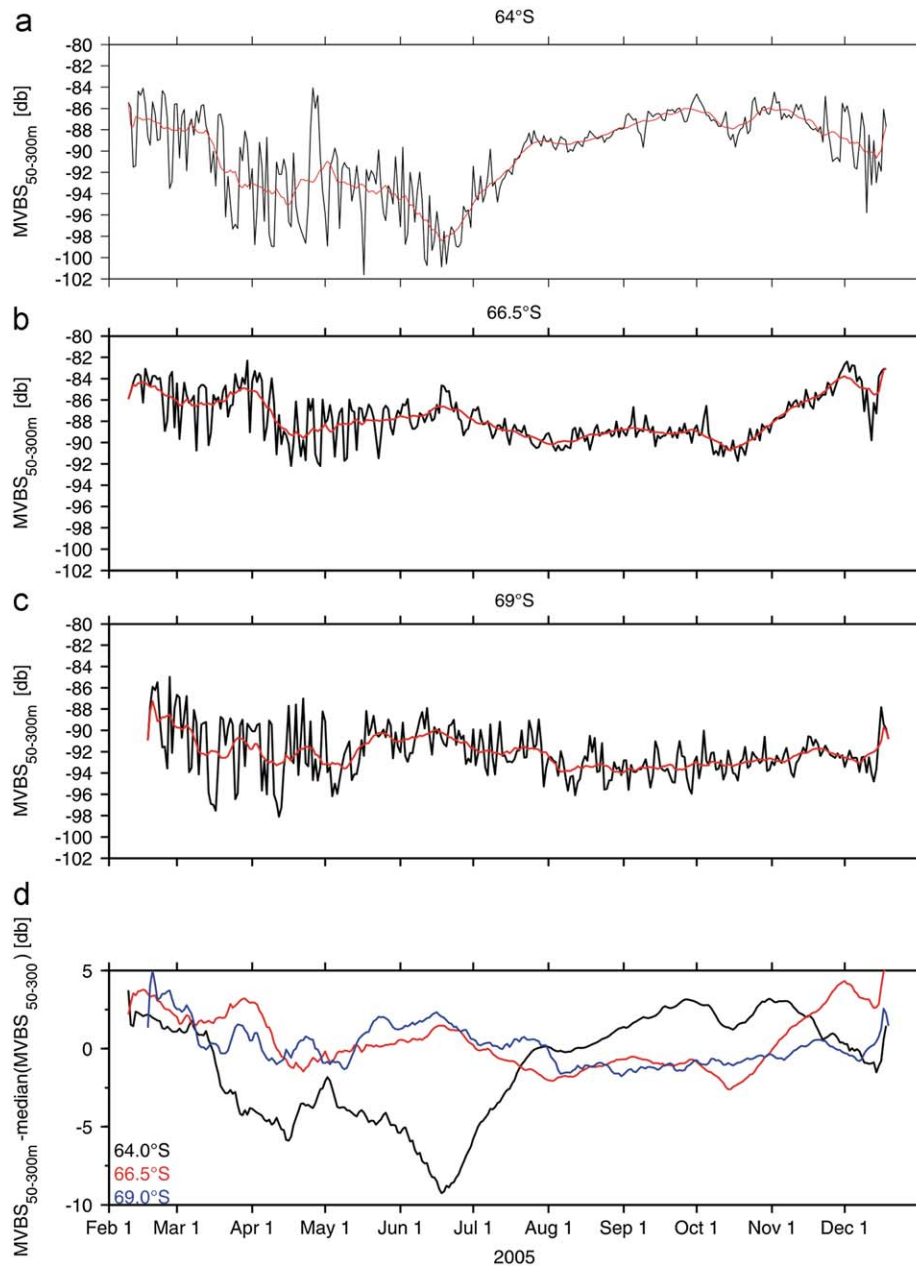 a
64°S
MVBS50-300m [db]
-80
-82
-84
-86
-88
-90
-92
-94
-96
-98
-100
-102
b
66.5°S
MVBS50-300m [db]
-80
-82
-84
-86
-88
-90
-92
-94
-96
-98
-100
-102
c
69°S
MVBS50-300m [db]
-80
-82
-84
-86
-88
-90
-92
-94
-96
-98
-100
-102
d
MVBS50-300m -median(MVBS 50-300) [db]
5
0
-5
-10
64.0°S
66.5°S
69.0°S
Feb 1 Mar 1 Apr 1 May 1 Jun 1 Jul 1 Aug 1 Sep 1 Oct 1 Nov 1 Dec 1
2005